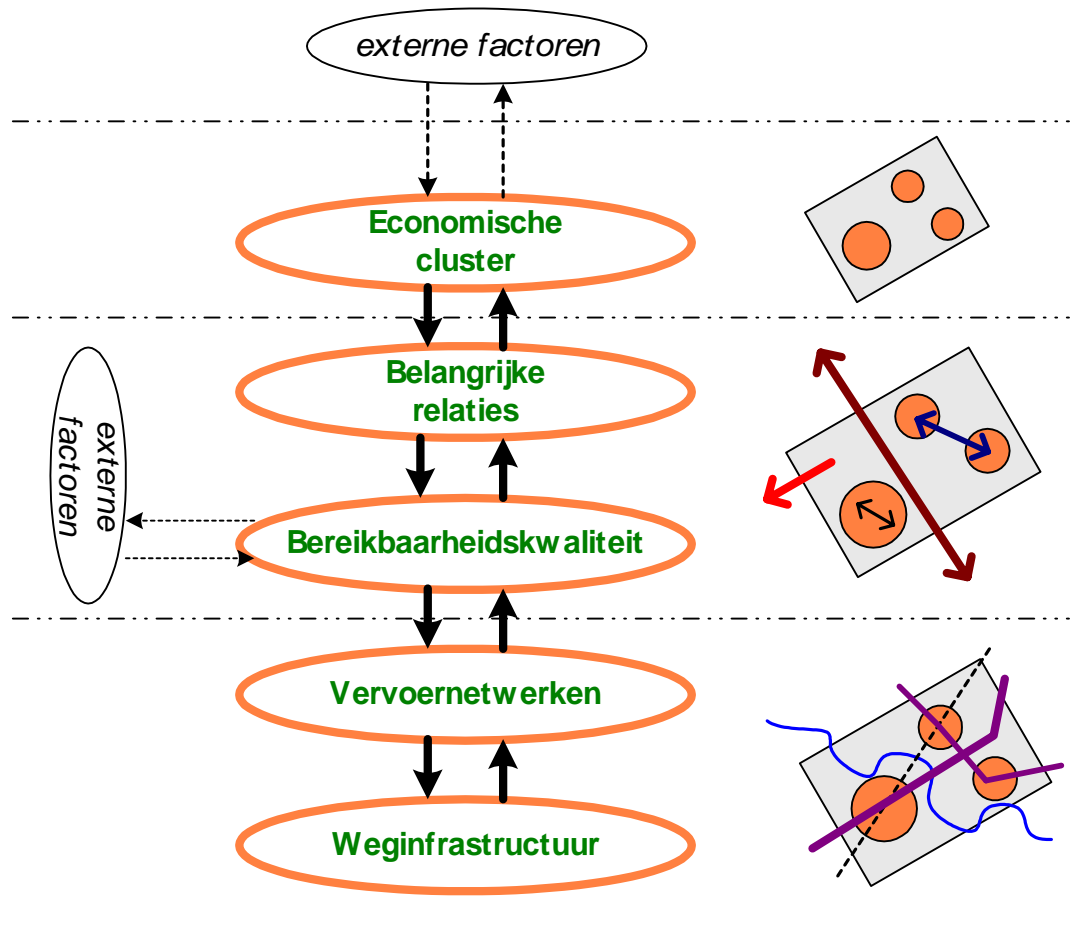 externe factoren
Economische
cluster
Belangrijke
relaties
externe
factoren
Bereikbaarheidskwaliteit
Vervoernetwerken
Weginfrastructuur